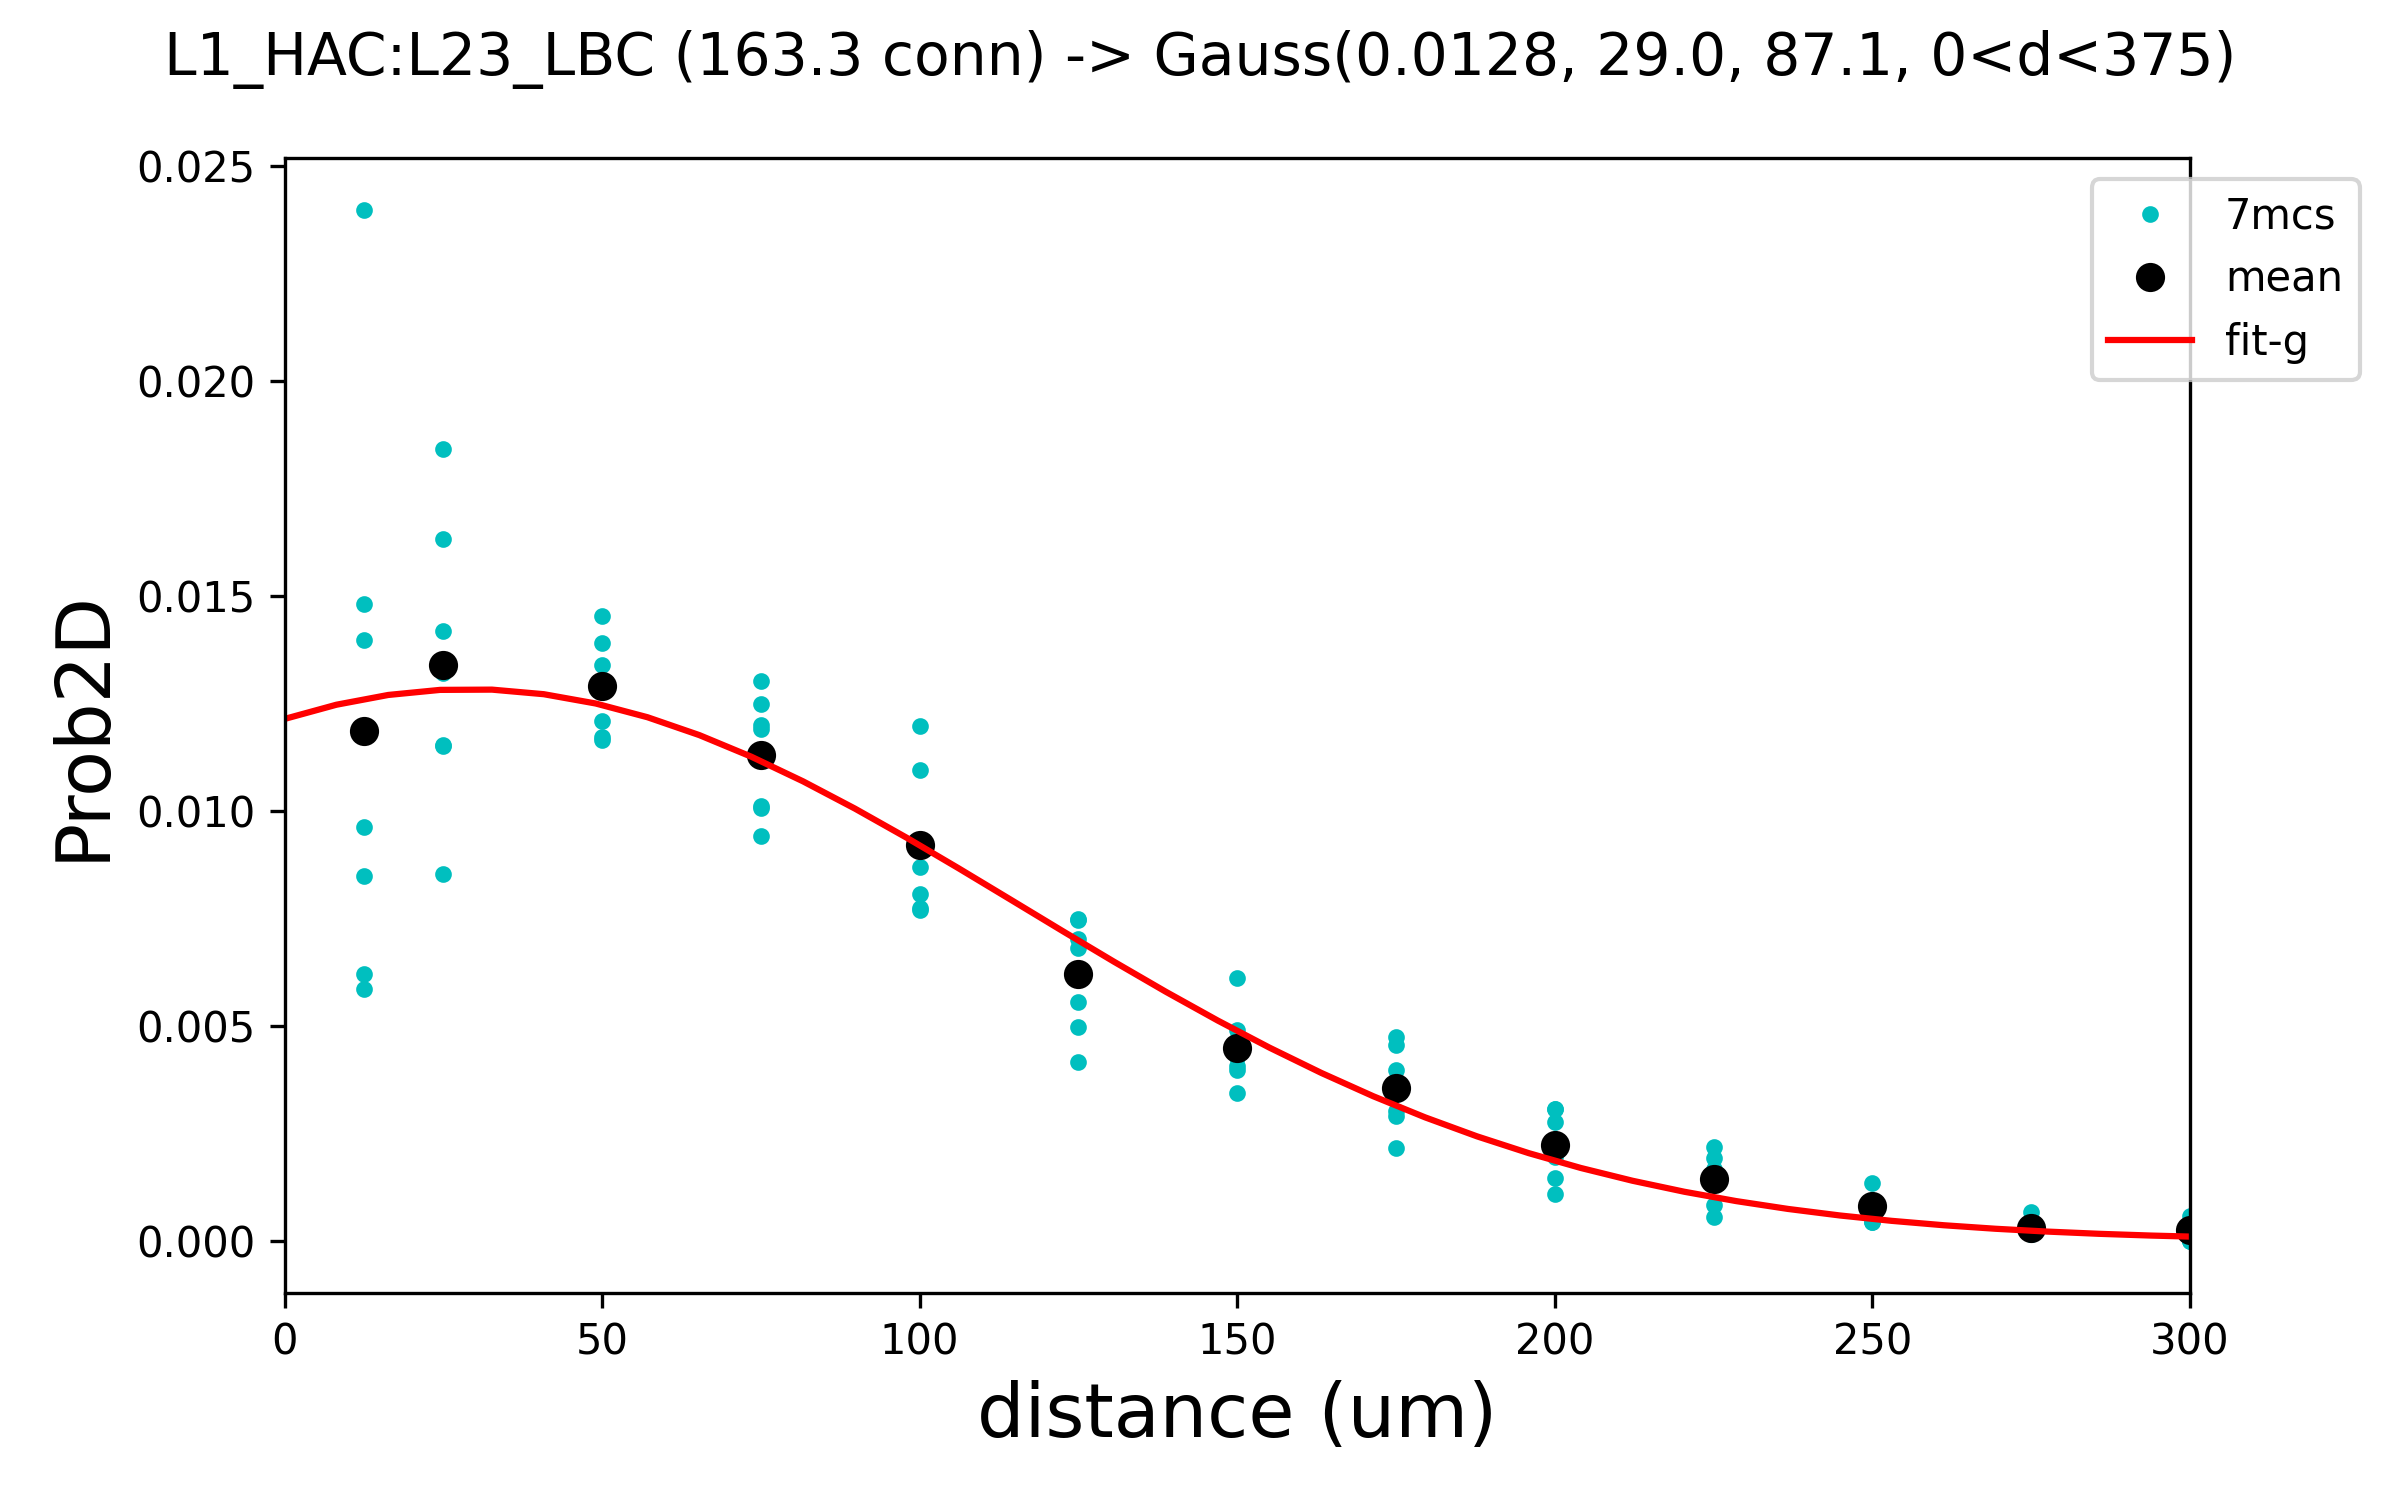 L1_HAC:L23_LBC (163.3 conn) -> Gauss(0.0128, 29.0, 87.1, 0<d<375)
0.025
0.020
0.015
0.010
0.005
0.000
Prob2D
7mcs
mean
fit-g
0 50 100 150 200 250 300
distance (um)